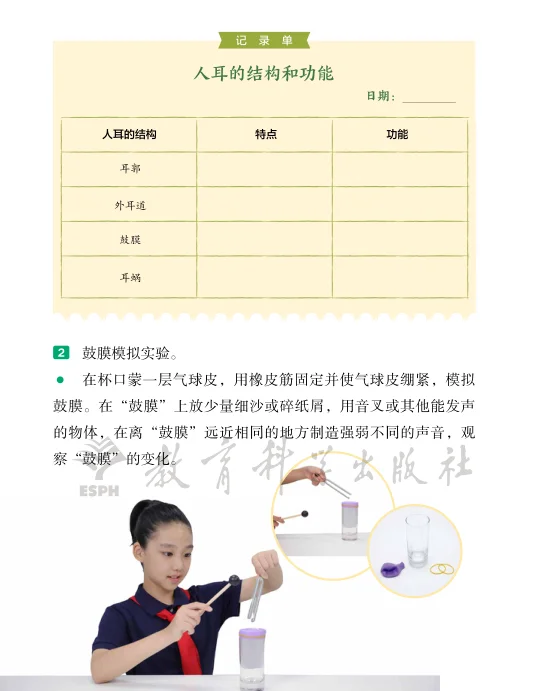 记 录 单
人耳的结构和功能
日期：
人耳的结构 特点 功能
耳郭
外耳道
鼓膜
耳蜗
2 鼓膜模拟实验。
● 在杯口蒙一层气球皮，用橡皮筋固定并使气球皮绷紧，模拟
鼓膜。在“鼓膜”上放少量细沙或碎纸屑，用音叉或其他能发声
的物体，在离“鼓膜”远近相同的地方制造强弱不同的声音，观
察“鼓膜”的变化。
ESPH 教育科学出版社